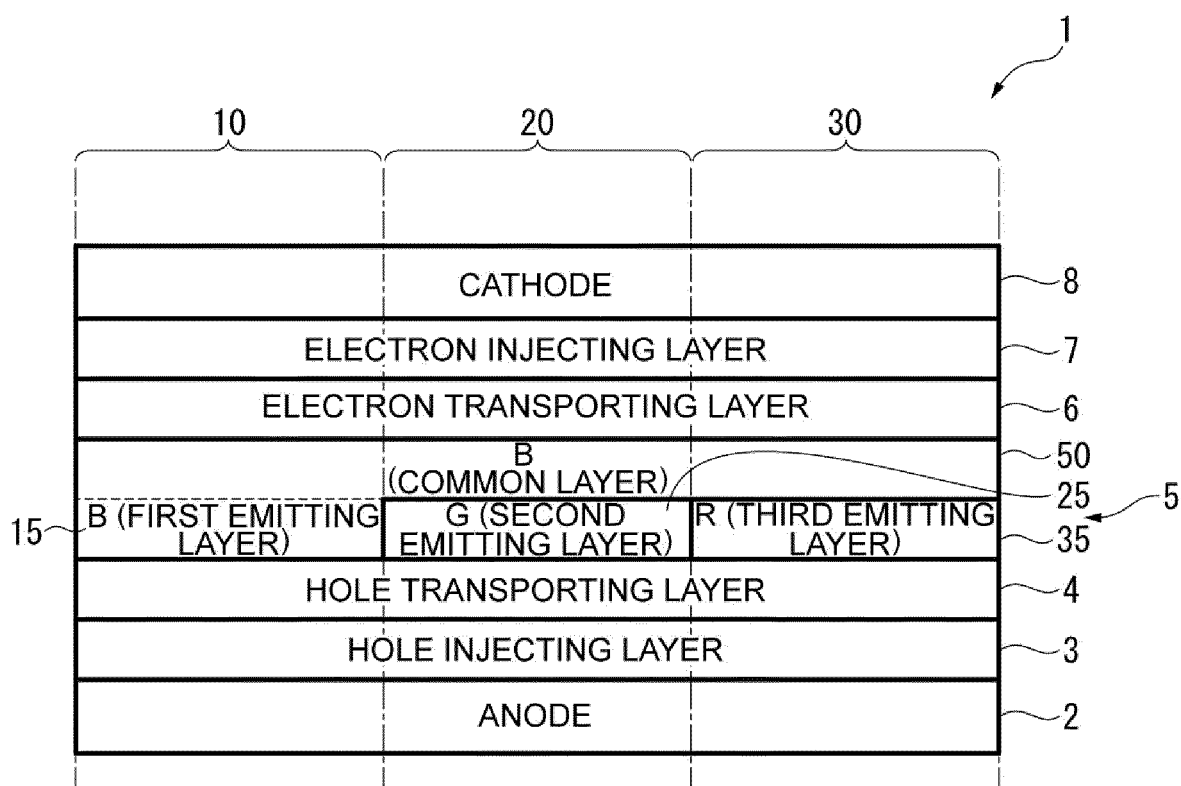 1
10 20 30
CATHODE 8
ELECTRON INJECTING LAYER 7
ELECTRON TRANSPORTING LAYER 6
B 50
(COMMON LAYER) 25
15 B (FIRST EMITTING G (SECOND R (THIRD EMITTING 5
LAYER) EMITTING LAYER) LAYER) 35
HOLE TRANSPORTING LAYER 4
HOLE INJECTING LAYER 3
ANODE 2